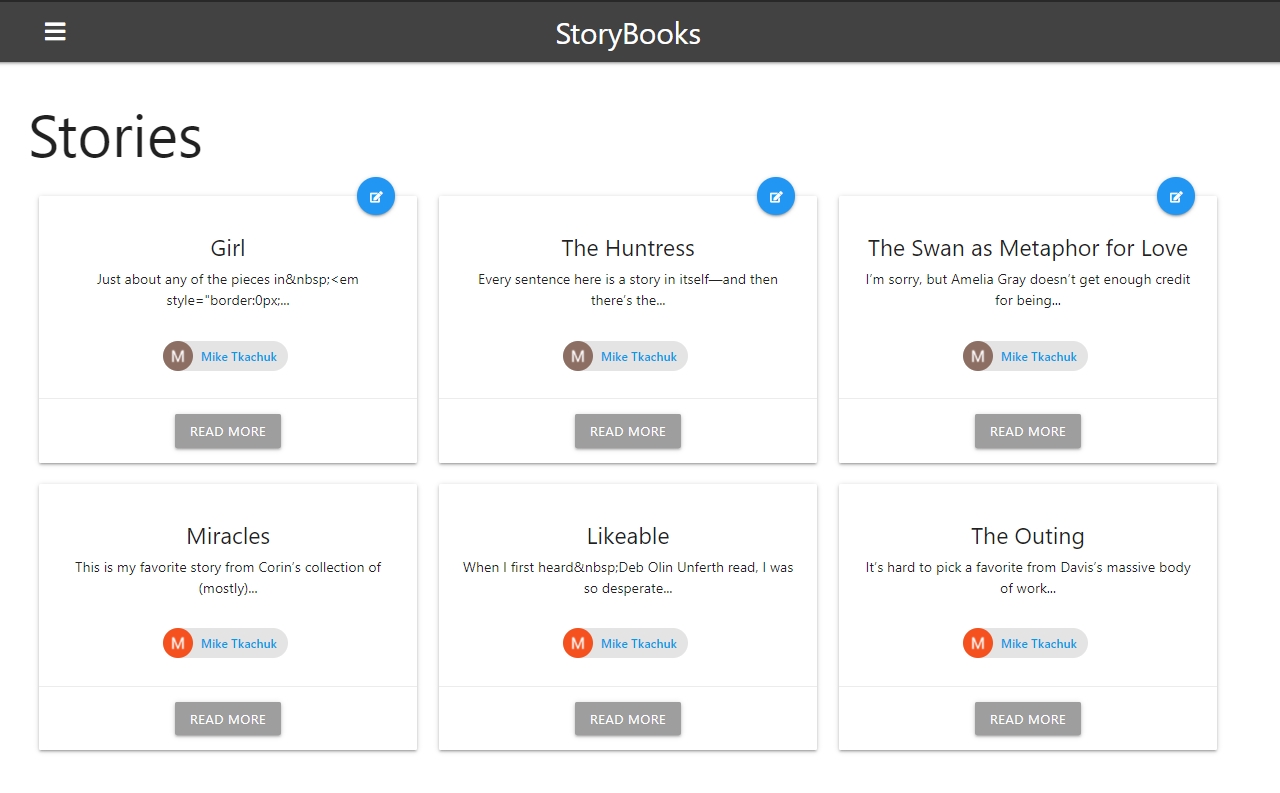 StoryBooks
Stories
Girl
Just about any of the pieces in&nbsp;<em
style="border:0px;...
M Mike Tkachuk
READ MORE
The Huntress
Every sentence here is a story in itself—and then
there’s the...
M Mike Tkachuk
READ MORE
The Swan as Metaphor for Love
I’m sorry, but Amelia Gray doesn’t get enough credit
for being...
M Mike Tkachuk
READ MORE
Miracles
This is my favorite story from Corin’s collection of
(mostly)...
M Mike Tkachuk
READ MORE
Likeable
When I first heard&nbsp;Deb Olin Unferth read, I was
so desperate...
M Mike Tkachuk
READ MORE
The Outing
It’s hard to pick a favorite from Davis’s massive body
of work...
M Mike Tkachuk
READ MORE